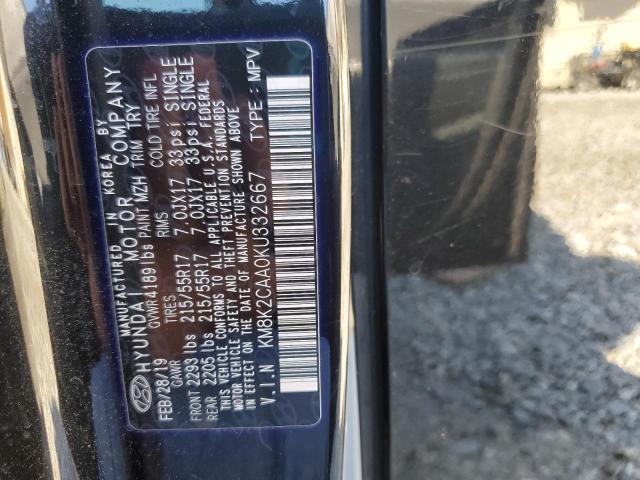 MANUFACTURED IN KOREA BY
HYUNDAI MOTOR COMPANY
FEB/28/19 GVWR 4189 lbs PAINT MZH TRIM TRY
GAWR TIRES RIMS COLD TIRE INFL
FRONT 2293 lbs 215/55R17 7.0JX17 33psi SINGLE
REAR 2205 lbs 215/55R17 7.0JX17 33psi SINGLE
THIS VEHICLE CONFORMS TO ALL APPLICABLE U.S.A. FEDERAL
MOTOR VEHICLE SAFETY AND THEFT PREVENTION STANDARDS
IN EFFECT ON THE DATE OF MANUFACTURE SHOWN ABOVE
V.I.N KM8K2CAA0KU332667 TYPE : MPV